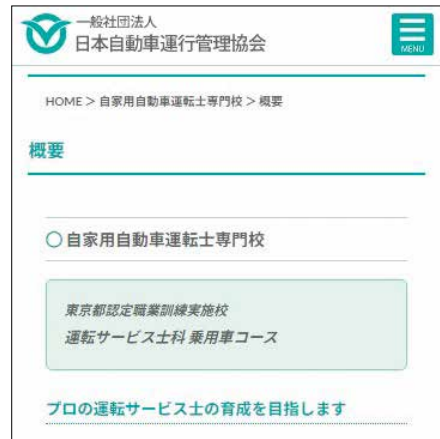 一般社団法人
日本自動車運行管理協会
MENU
HOME > 自家用自動車運転士専門校 > 概要
概要
自家用自動車運転士専門校
東京都認定職業訓練実施校
運転サービス士科 乗用車コース
プロの運転サービス士の育成を目指します